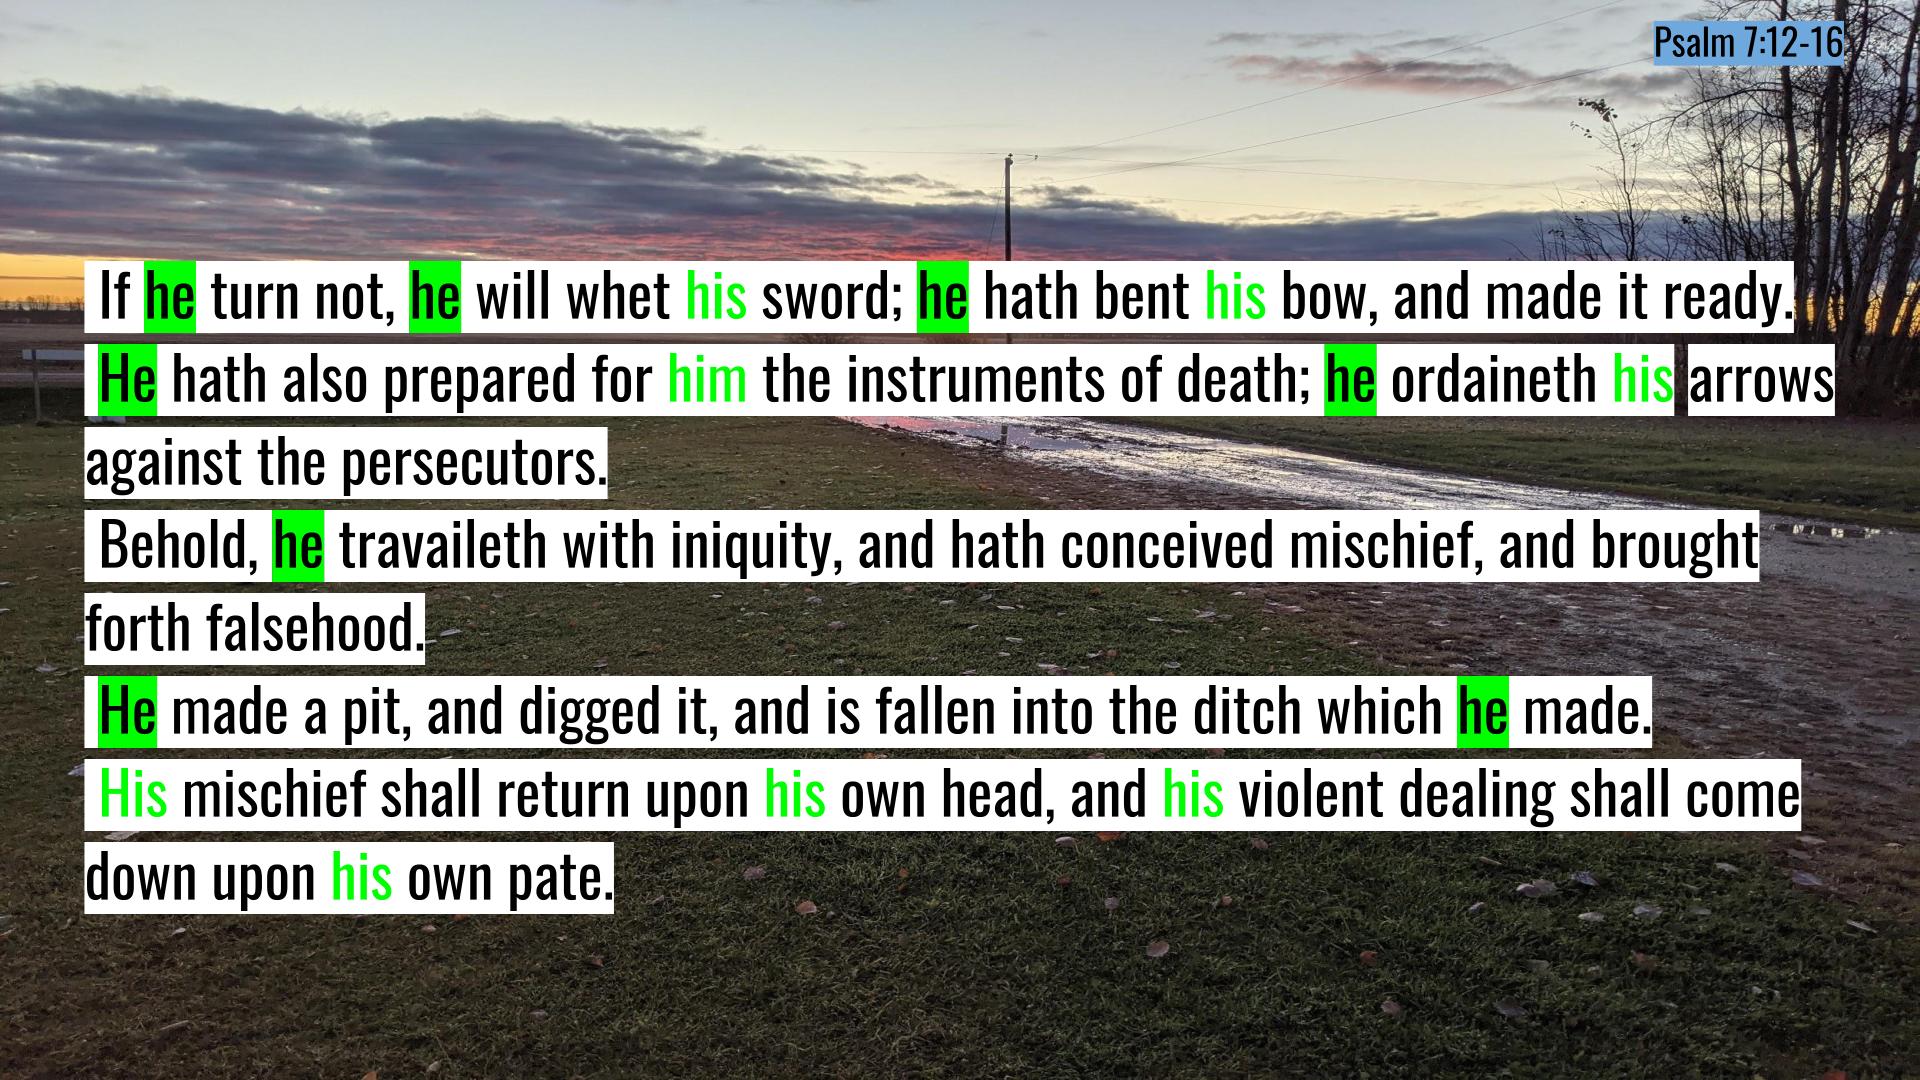 Psalm 7:12-16
If he turn not, he will whet his sword; he hath bent his bow, and made it ready.
He hath also prepared for him the instruments of death; he ordaineth his arrows
against the persecutors.
Behold, he travaileth with iniquity, and hath conceived mischief, and brought
forth falsehood.
He made a pit, and digged it, and is fallen into the ditch which he made.
His mischief shall return upon his own head, and his violent dealing shall come
down upon his own pate.